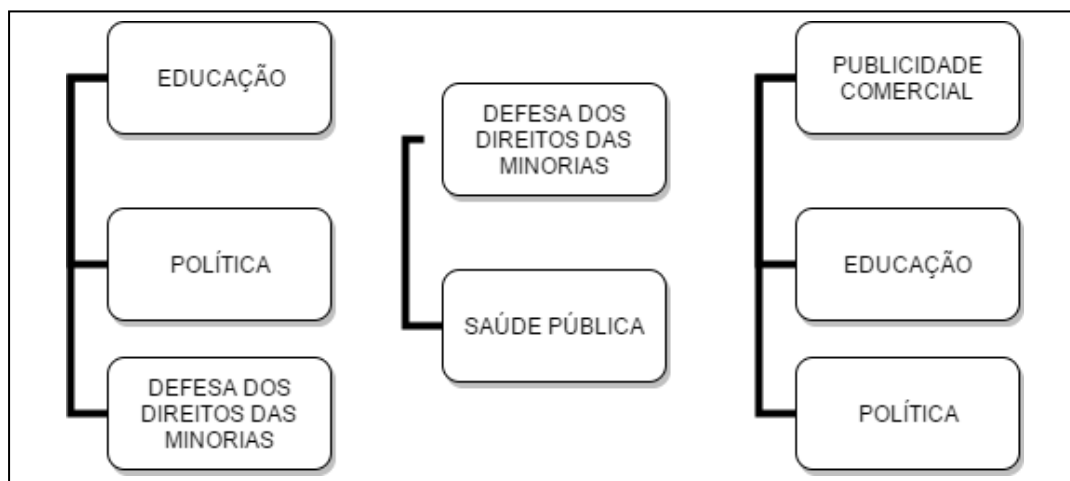 EDUCAÇÃO
POLÍTICA
DEFESA DOS
DIREITOS DAS
MINORIAS
DEFESA DOS
DIREITOS DAS
MINORIAS
SAÚDE PÚBLICA
PUBLICIDADE
COMERCIAL
EDUCAÇÃO
POLÍTICA